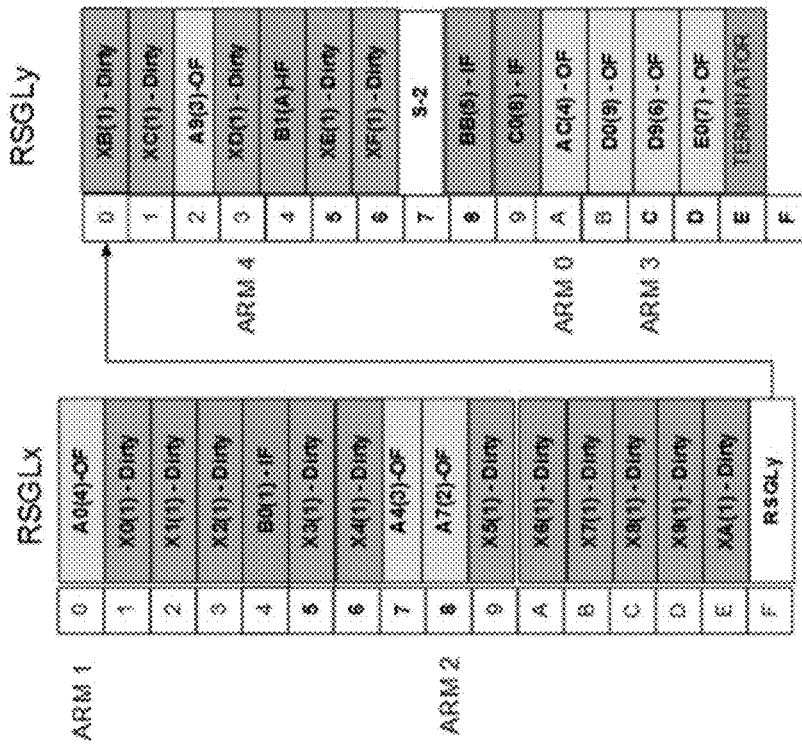 RSGLx
ARM 1
0 A0(4)-OF
1 X0(1) - Dirty
2 X1(1) - Dirty
3 X2(1) - Dirty
4 B0(1) - IF
5 X3(1) - Dirty
6 X4(1) - Dirty
7 A4(3)-OF
ARM 2
8 A7(2)-OF
9 X5(1) - Dirty
A X6(1) - Dirty
B X7(1) - Dirty
C X8(1) - Dirty
D X9(1) - Dirty
E XA(1) - Dirty
F RSGLy
RSGLy
0 XB(1) - Dirty
1 XC(1) - Dirty
2 A9(3)-OF
ARM 4
3 XD(1) - Dirty
4 B1(A)-IF
5 XE(1) - Dirty
6 XF(1) - Dirty
7 S-2
8 BB(5) - IF
9 C0(8) - IF
ARM 0
A AC(4) - OF
B D0(9) - OF
ARM 3
C D9(6) - OF
D E0(7) - OF
E TERMINATOR
F